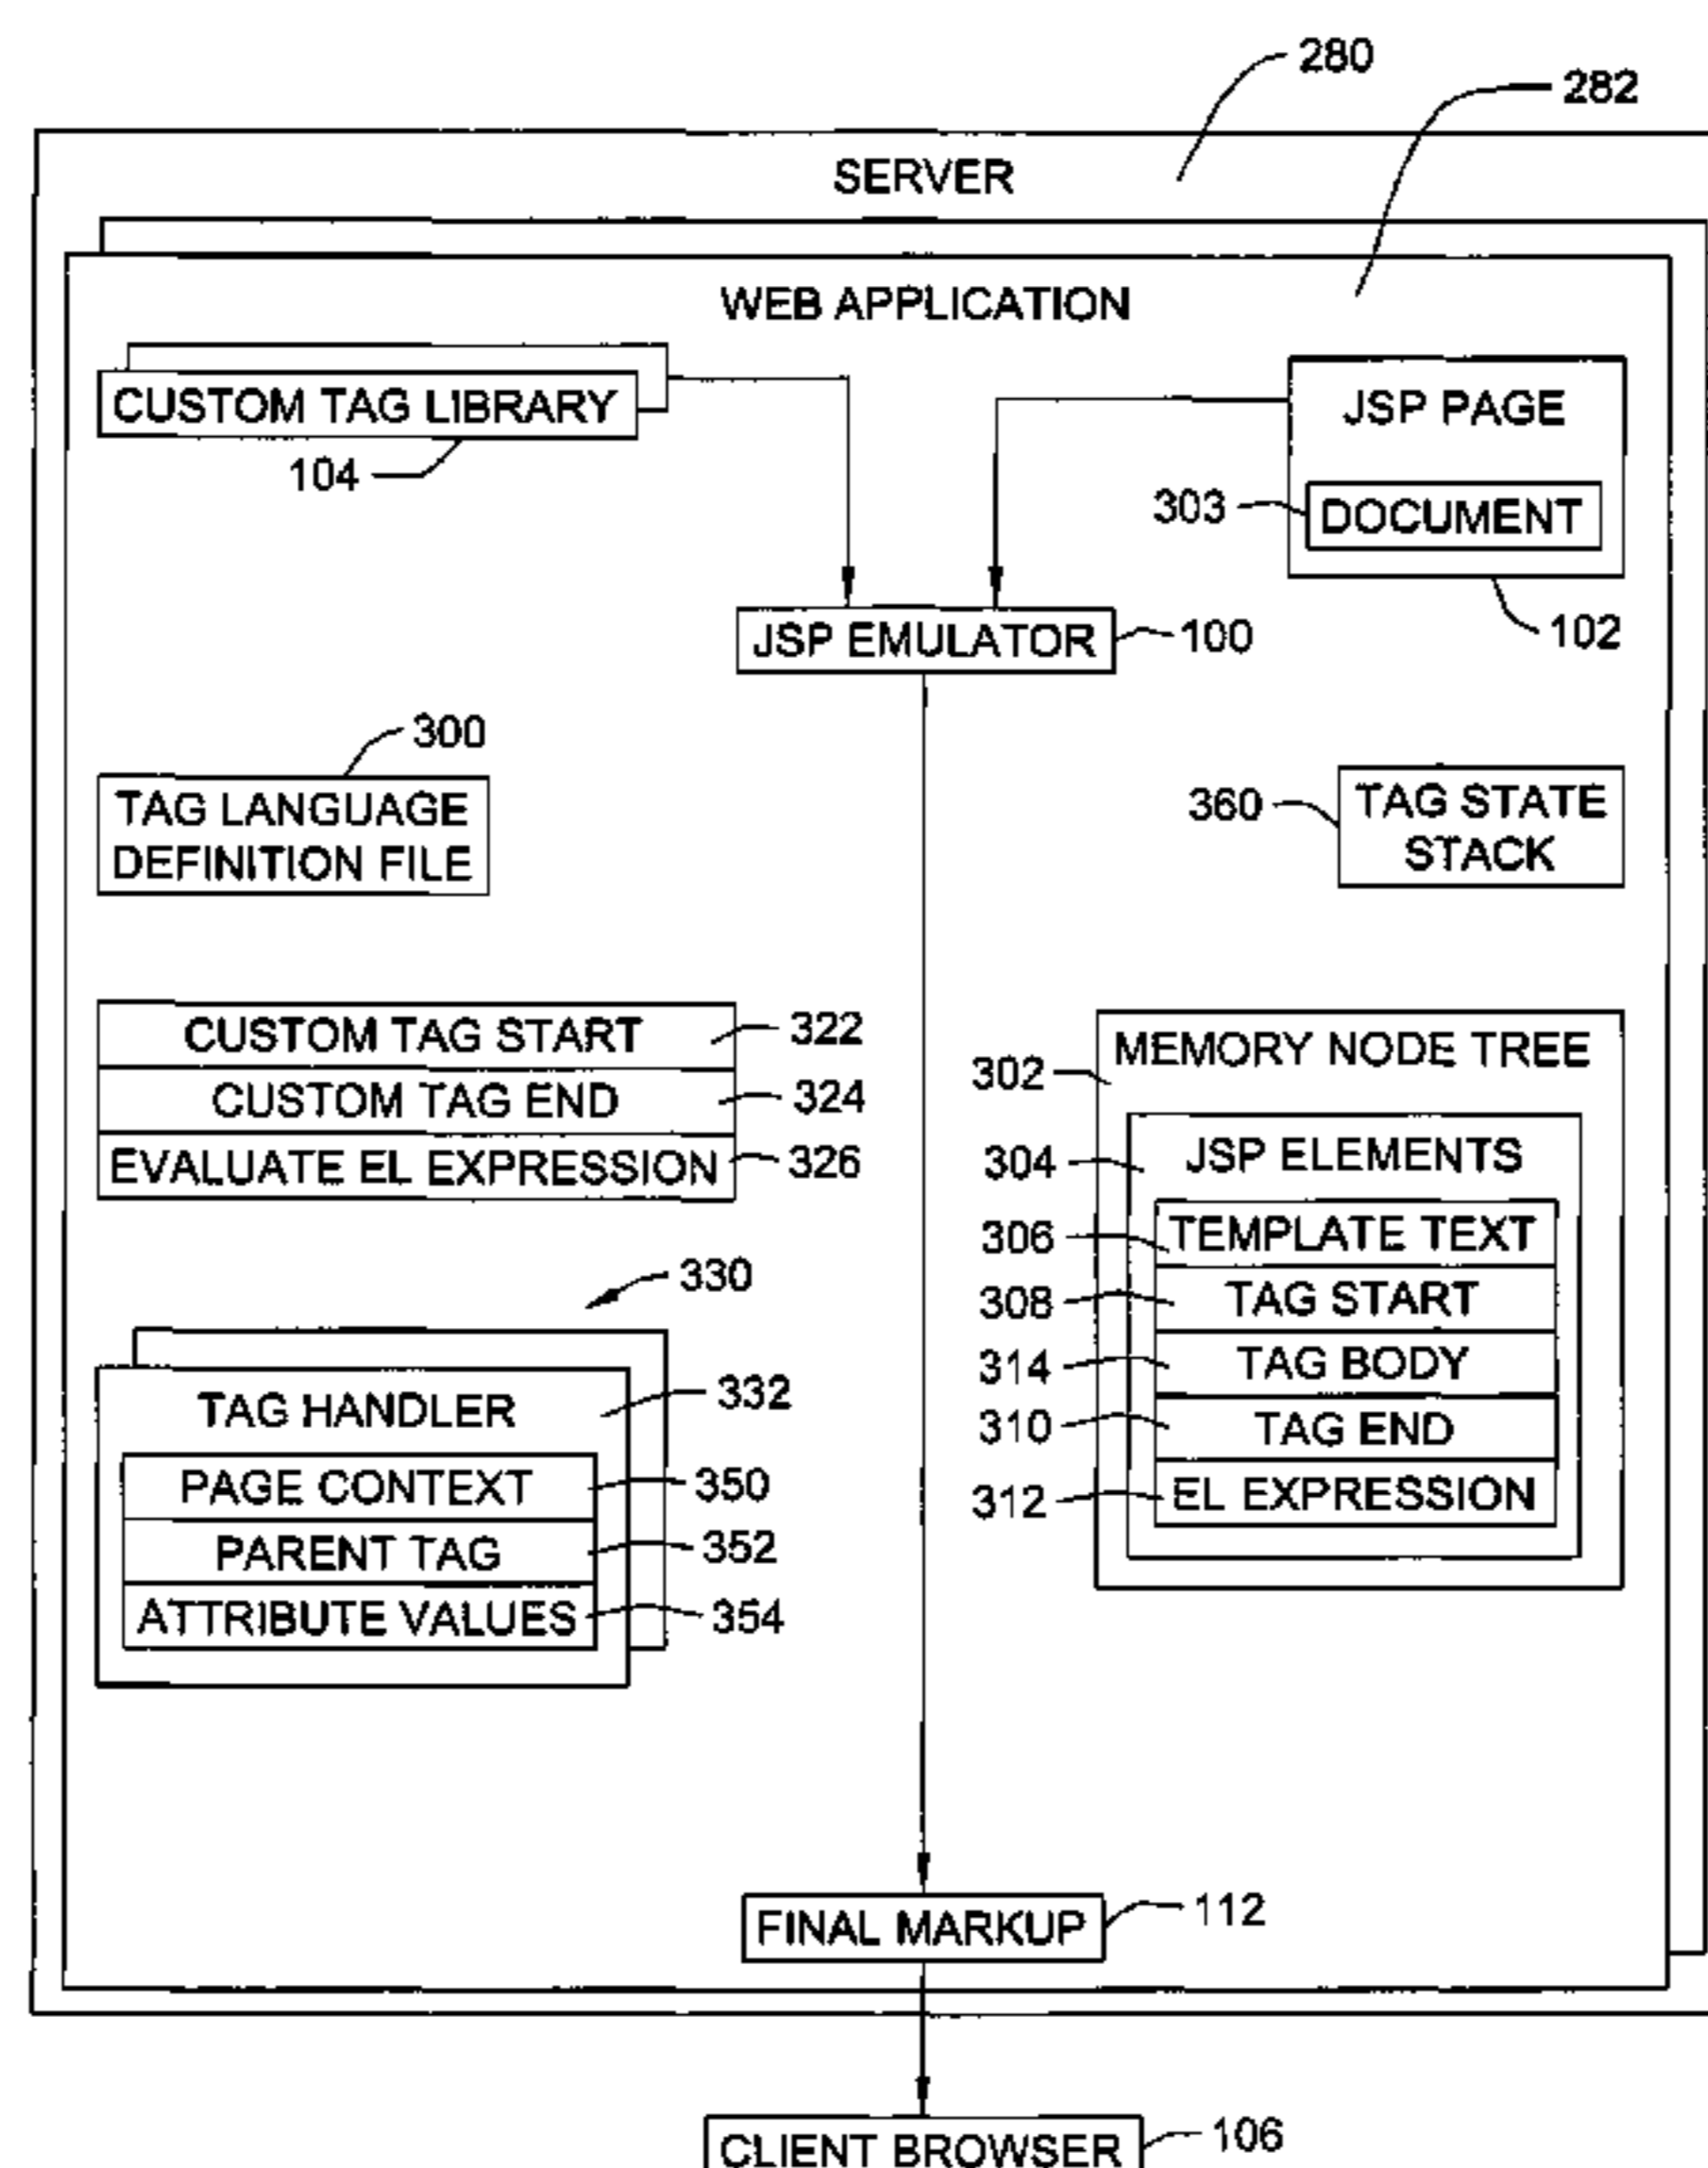 280
282
SERVER
WEB APPLICATION
CUSTOM TAG LIBRARY
104
JSP PAGE
303
DOCUMENT
102
JSP EMULATOR
100
300
TAG LANGUAGE
DEFINITION FILE
360
TAG STATE
STACK
CUSTOM TAG START
322
CUSTOM TAG END
324
EVALUATE EL EXPRESSION
326
302
MEMORY NODE TREE
304
JSP ELEMENTS
306
TEMPLATE TEXT
308
TAG START
314
TAG BODY
310
TAG END
312
EL EXPRESSION
330
TAG HANDLER
332
PAGE CONTEXT
350
PARENT TAG
352
ATTRIBUTE VALUES
354
FINAL MARKUP
112
CLIENT BROWSER
106